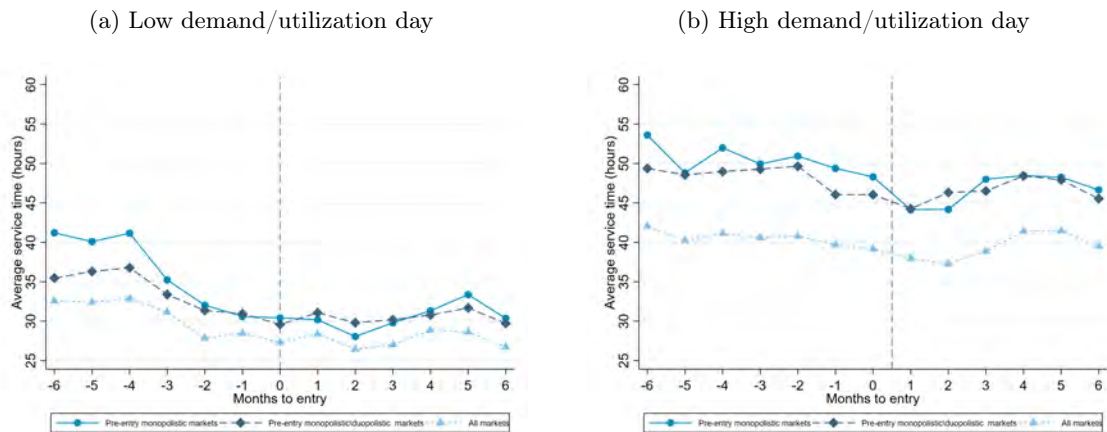 (a) Low demand/utilization day
(b) High demand/utilization day
Average service time (hours)
60
55
50
45
40
35
30
25
-6 -5 -4 -3 -2 -1 0 1 2 3 4 5 6
Months to entry
Pre-entry monopolistic markets Pre-entry monopolistic\duopolistic markets All markets
Average service time (hours)
60
55
50
45
40
35
30
25
-6 -5 -4 -3 -2 -1 0 1 2 3 4 5 6
Months to entry
Pre-entry monopolistic markets Pre-entry monopolistic\duopolistic markets All markets